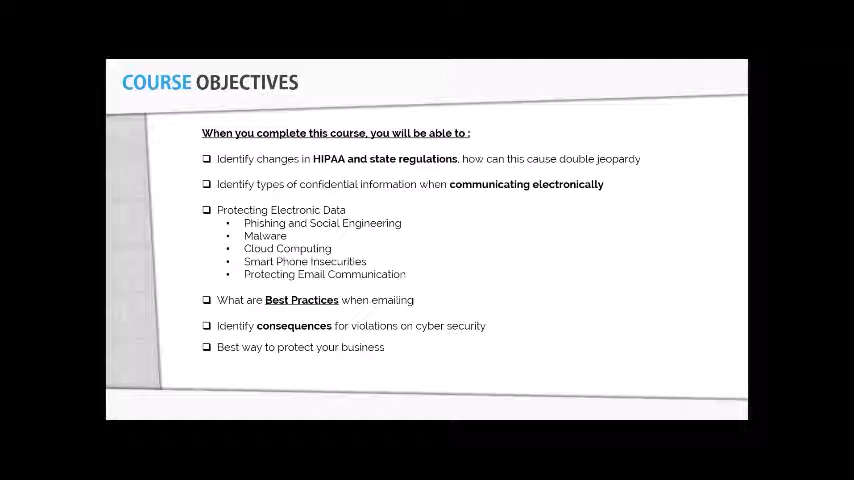 COURSE OBJECTIVES
When you complete this course, you will be able to :
❑ Identify changes in HIPAA and state regulations, how can this cause double jeopardy
❑ Identify types of confidential information when communicating electronically
❑ Protecting Electronic Data
• Phishing and Social Engineering
• Malware
• Cloud Computing
• Smart Phone Insecurities
• Protecting Email Communication
❑ What are Best Practices when emailing
❑ Identify consequences for violations on cyber security
❑ Best way to protect your business